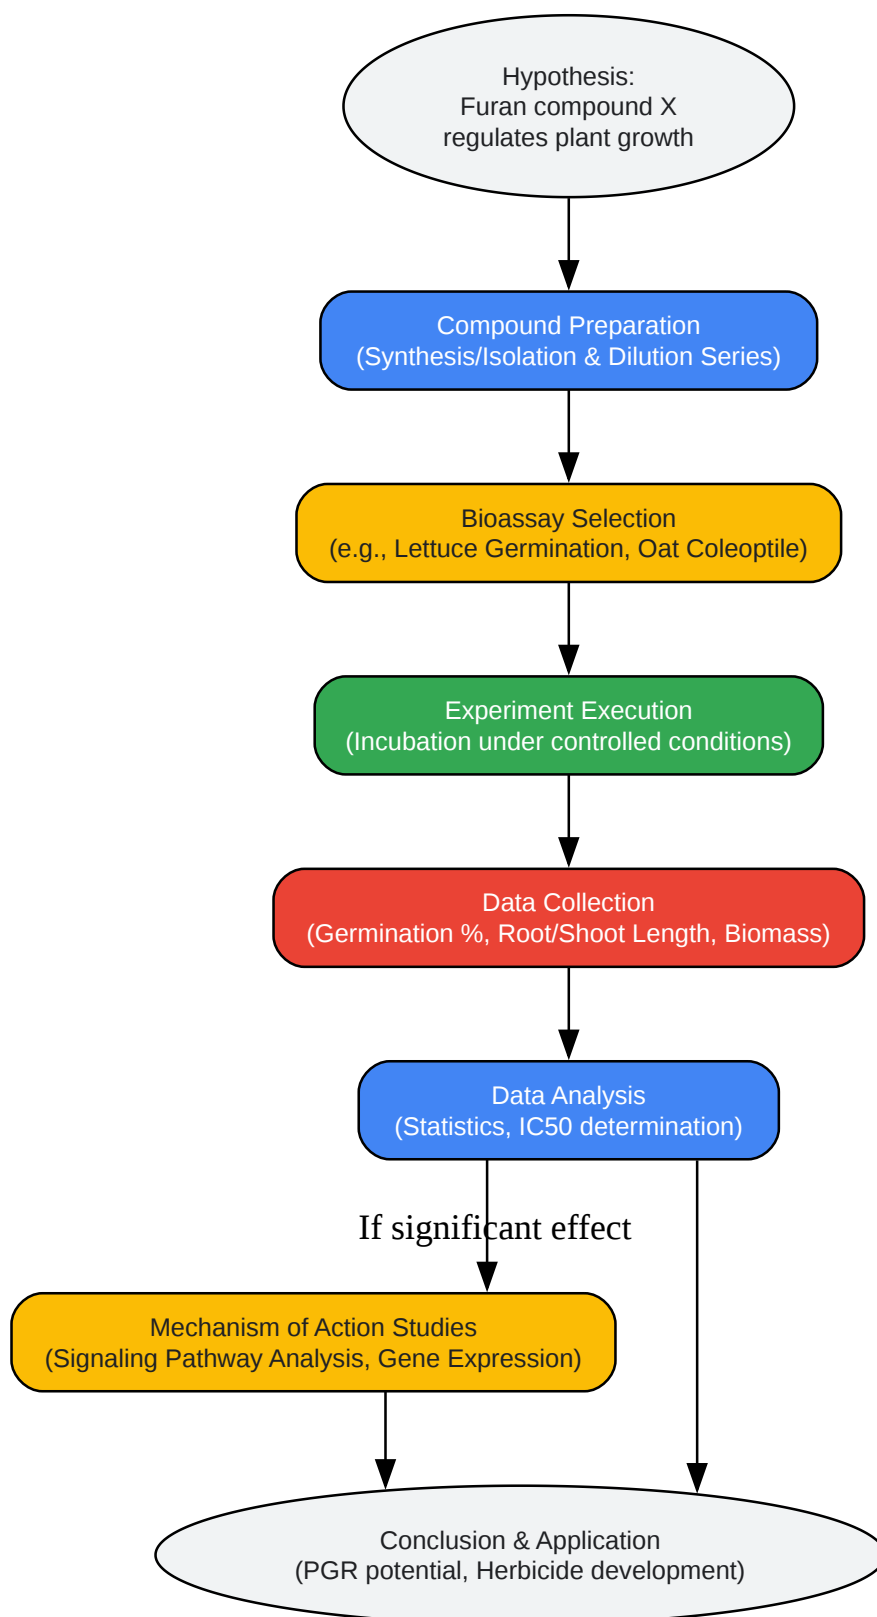 Hypothesis:
Furan compound X
regulates plant growth
Compound Preparation
(Synthesis/Isolation & Dilution Series)
Bioassay Selection
(e.g., Lettuce Germination, Oat Coleoptile)
Experiment Execution
(Incubation under controlled conditions)
Data Collection
(Germination %, Root/Shoot Length, Biomass)
Data Analysis
(Statistics, IC50 determination)
If significant effect
Mechanism of Action Studies
(Signaling Pathway Analysis, Gene Expression)
Conclusion & Application
(PGR potential, Herbicide development)